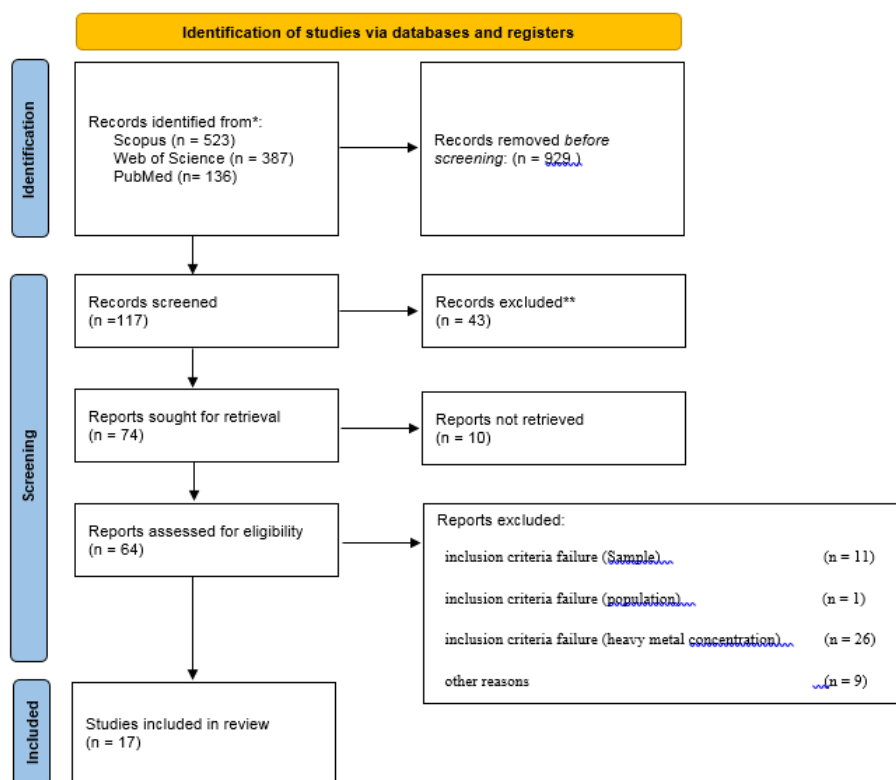 Identification of studies via databases and registers
Identification
Records identified from*:
Scopus (n = 523)
Web of Science (n = 387)
PubMed (n= 136)
Records removed before
screening: (n = 929 )
Screening
Records screened
(n =117)
Records excluded**
(n = 43)
Reports sought for retrieval
(n = 74)
Reports not retrieved
(n = 10)
Reports assessed for eligibility
(n = 64)
Reports excluded:
inclusion criteria failure (Sample) (n = 11)
inclusion criteria failure (population) (n = 1)
inclusion criteria failure (heavy metal concentration) (n = 26)
other reasons (n = 9)
Included
Studies included in review
(n = 17)